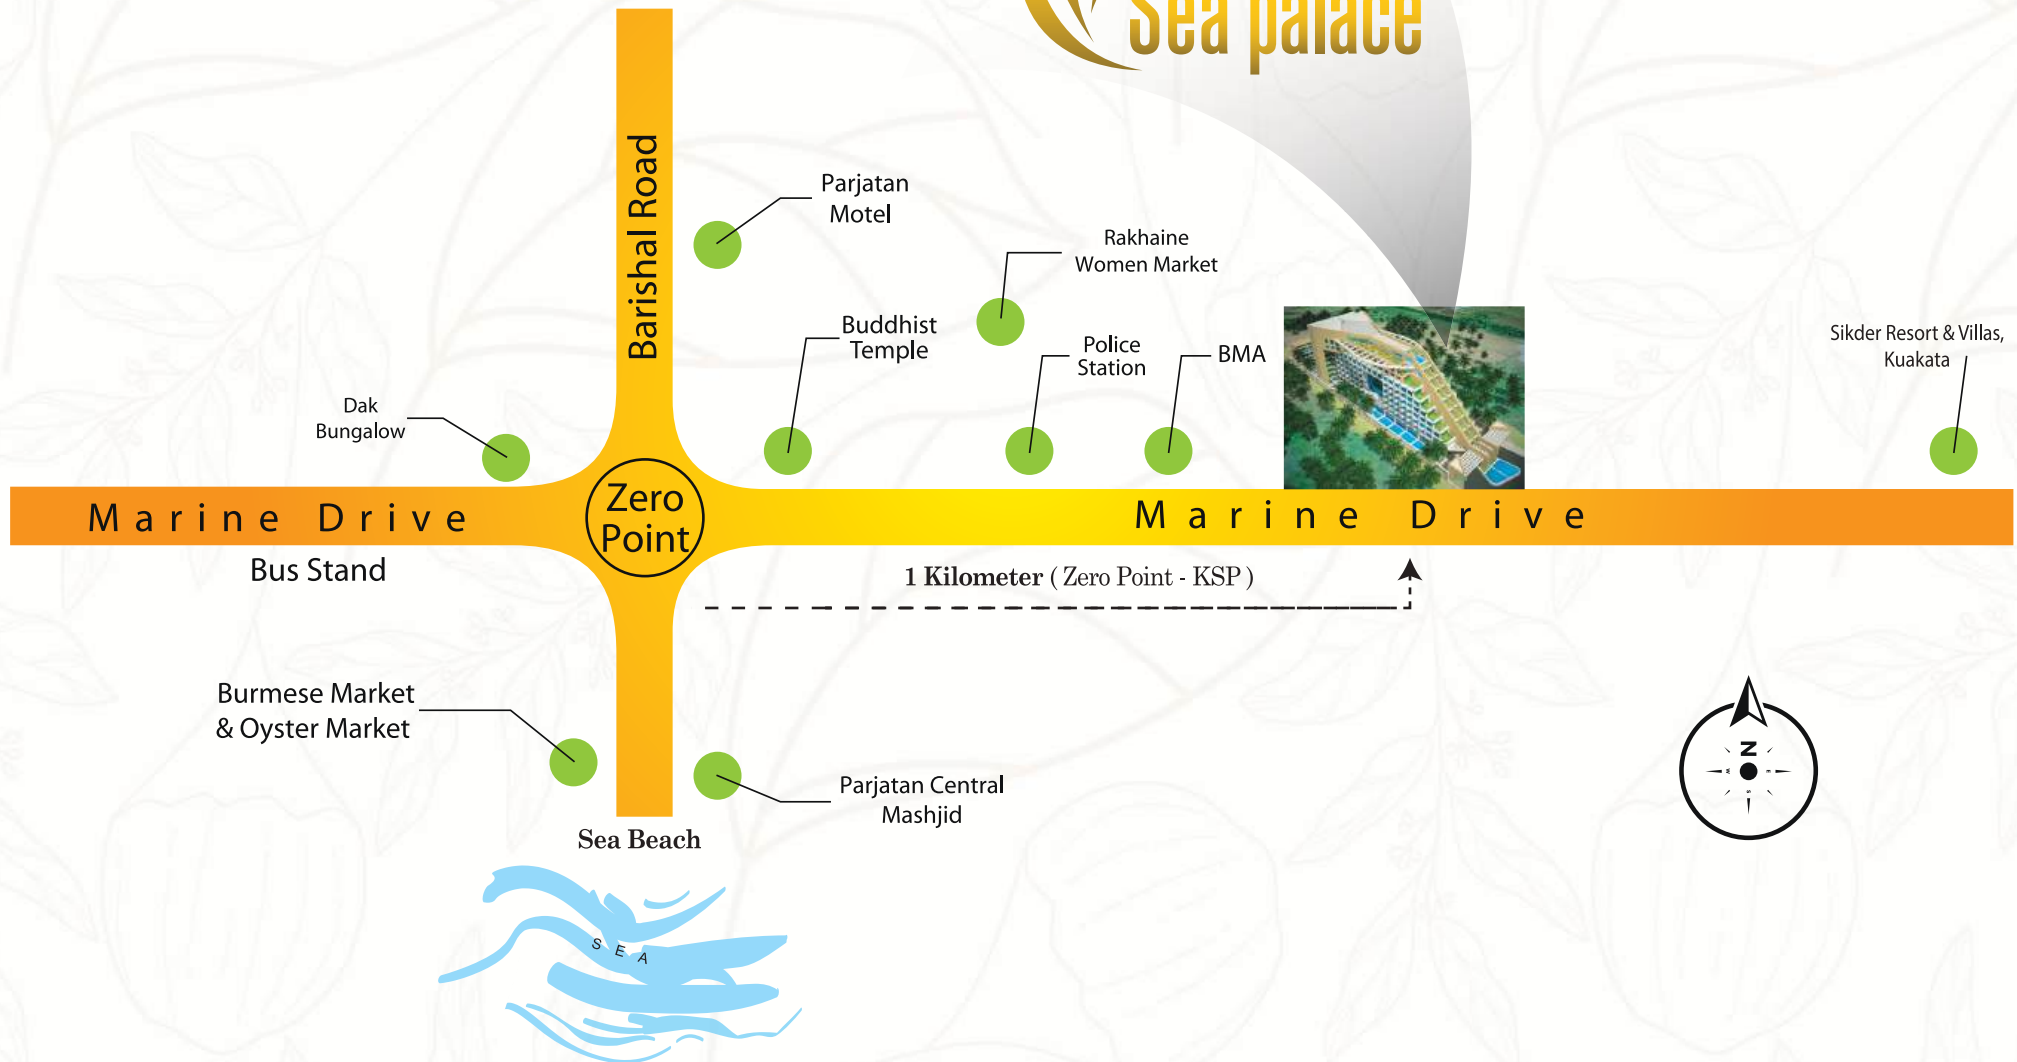 Sea palace
Barishal Road
Parjatan
Motel
Rakhaine
Women Market
Buddhist
Temple
Police
Station
BMA
Sikder Resort & Villas,
Kuakata
Dak
Bungalow
Marine Drive
Zero
Point
Marine Drive
Bus Stand
1 Kilometer ( Zero Point - KSP )
Burmese Market
& Oyster Market
Parjatan Central
Mashjid
Sea Beach
SEA
N